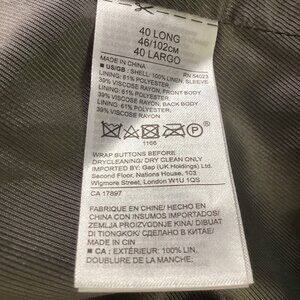 40 LONG
46/102CM
40 LARGO
MADE IN CHINA
RN 54023
■ US/GB : SHELL: 100% LINEN, SLEEVE
LINING: 61% POLYESTER,
39% VISCOSE RAYON, FRONT BODY
LINING: 61% POLYESTER,
39% VISCOSE RAYON, BACK BODY
LINING: 61% POLYESTER,
39% VISCOSE RAYON
P
1166
WRAP BUTTONS BEFORE
DRYCLEANING/ DRY CLEAN ONLY
IMPORTED BY: Gap (UK Holdings) Ltd.
Second Floor, Nations House, 103
Wigmore Street, London W1U 1QS
CA 17897
FABRIQUE EN CHINE/ HECHO EN CHINA
CON INSUMOS IMPORTADOS/
ZEMLJA PROIZVODNJE KINA/ DIBUAT
DI TIONGKOK/ СДЕЛАНО В КИТАЕ/
MADE IN CIN
■ CA : EXTÉRIEUR: 100% LIN,
DOUBLURE DE LA MANCHE: